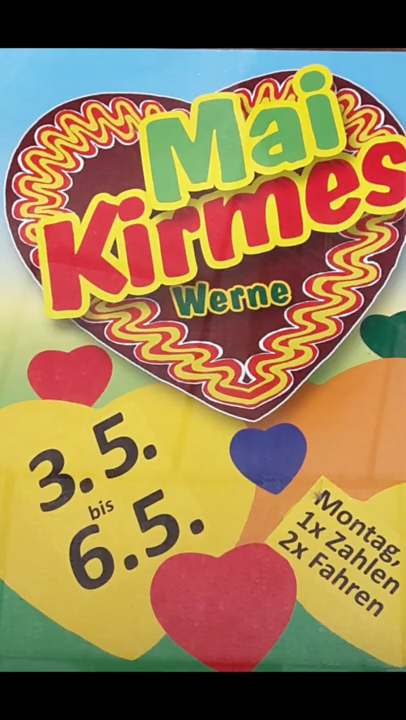 Mai
Kirmes
Werne
3.5.
bis
6.5.
Montag,
1x Zahlen
2x Fahren